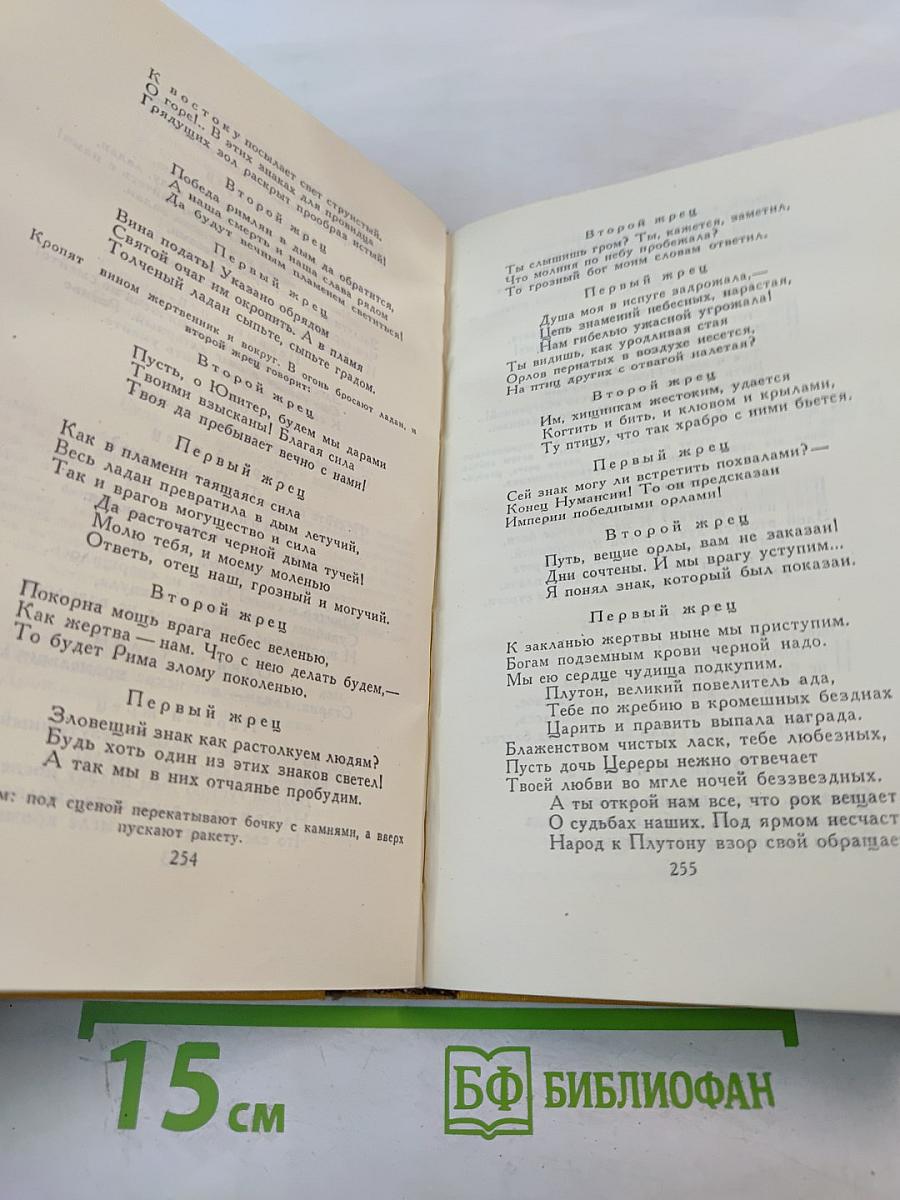 К востоку посылает свет струистый.
О горе!.. В этих знаках для провидца
Грядущих зол раскрыт прообраз истый!
Второй жрец
Победа римлян в дым да обратится,
А наша смерть и наша слава рядом
Да будут вечным пламенем светиться!
Первый жрец
Вина подать! Указано обрядом
Святой очаг им окропить. А в пламя
Толченый ладан сыпьте, сыпьте градом.
Кропят вином жертвенник и вокруг. В огонь бросают ладан, и
второй жрец говорит:
Второй жрец
Пусть, о Юпитер, будем мы дарами
Твоими взысканы! Благая сила
Твоя да пребывает вечно с нами!
Первый жрец
Как в пламени таящаяся сила
Весь ладан превратила в дым летучий,
Так и врагов могущество и сила
Да расточатся черной дыма тучей!
Молю тебя, и моему моленью
Ответь, отец наш, грозный и могучий.
Второй жрец
Покорна мощь врага небес веленью,
Как жертва — нам. Что с нею делать будем,—
То будет Рима злому поколенью.
Первый жрец
Зловещий знак как растолкуем людям?
Будь хоть один из этих знаков светел!
А так мы в них отчаянье пробудим.
м: под сценой перекатывают бочку с камнями, а вверх
пускают ракету.
254
Второй жрец
Ты слышишь гром? Ты, кажется, заметил,
Что молния по небу пробежала?
То грозный бог моим словам ответил.
Первый жрец
Душа моя в испуге задрожала,—
Цепь знамений небесных, нарастая,
Нам гибелью ужасной угрожала!
Ты видишь, как уродливая стая
Орлов пернатых в воздухе несется,
На птиц других с отвагой налетая?
Второй жрец
Им, хищникам жестоким, удается
Когтить и бить, и клювом и крылами,
Ту птицу, что так храбро с ними бьется.
Первый жрец
Сей знак могу ли встретить похвалами?—
Конец Нумансии! То он предсказан
Империи победными орлами!
Второй жрец
Путь, вещие орлы, вам не заказан!
Дни сочтены. И мы врагу уступим...
Я понял знак, который был показан.
Первый жрец
К закланью жертвы ныне мы приступим.
Богам подземным крови черной надо.
Мы ею сердце чудища подкупим.
Плутон, великий повелитель ада,
Тебе по жребию в кромешных безднах
Царить и править выпала награда.
Блаженством чистых ласк, тебе любезных,
Пусть дочь Цереры нежно отвечает
Твоей любви во мгле ночей беззвездных.
А ты открой нам все, что рок вещает
О судьбах наших. Под ярмом несчаст
Народ к Плутону взор свой обращае
255
15 см
БФ БИБЛИОФАН